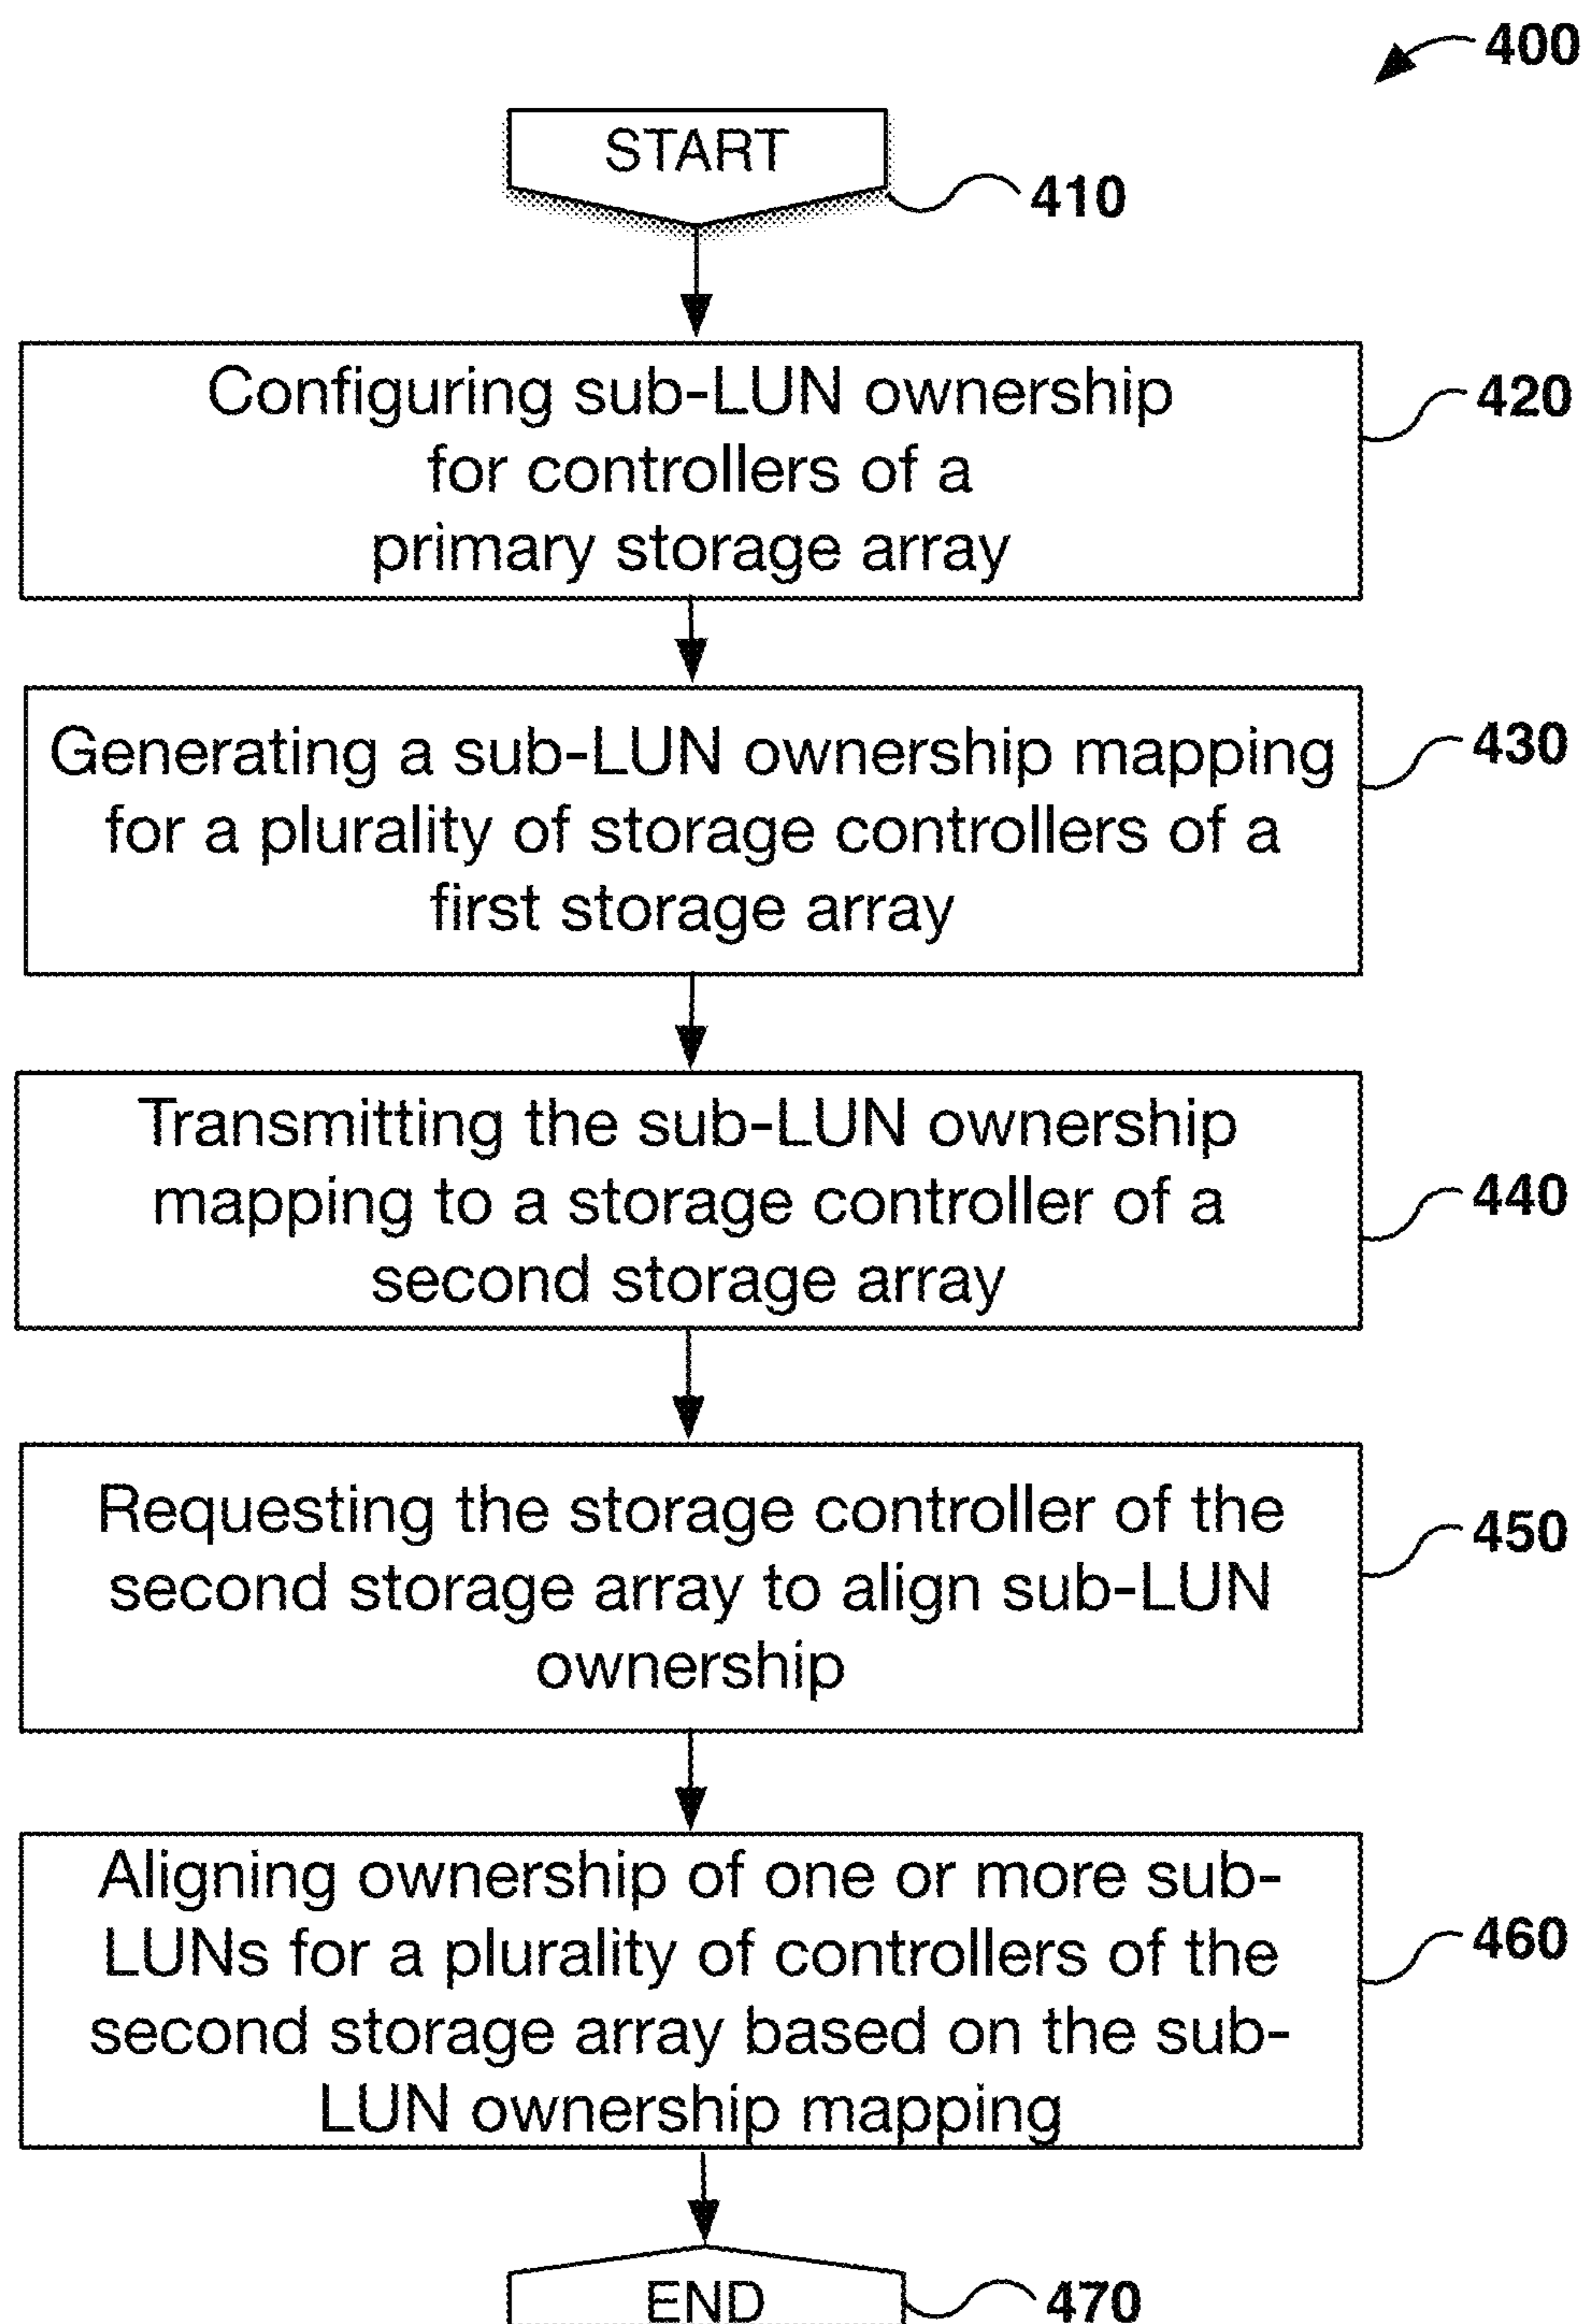 400
START
410
Configuring sub-LUN ownership
for controllers of a
primary storage array
420
Generating a sub-LUN ownership mapping
for a plurality of storage controllers of a
first storage array
430
Transmitting the sub-LUN ownership
mapping to a storage controller of a
second storage array
440
Requesting the storage controller of the
second storage array to align sub-LUN
ownership
450
Aligning ownership of one or more sub-
LUNs for a plurality of controllers of the
second storage array based on the sub-
LUN ownership mapping
460
END
470